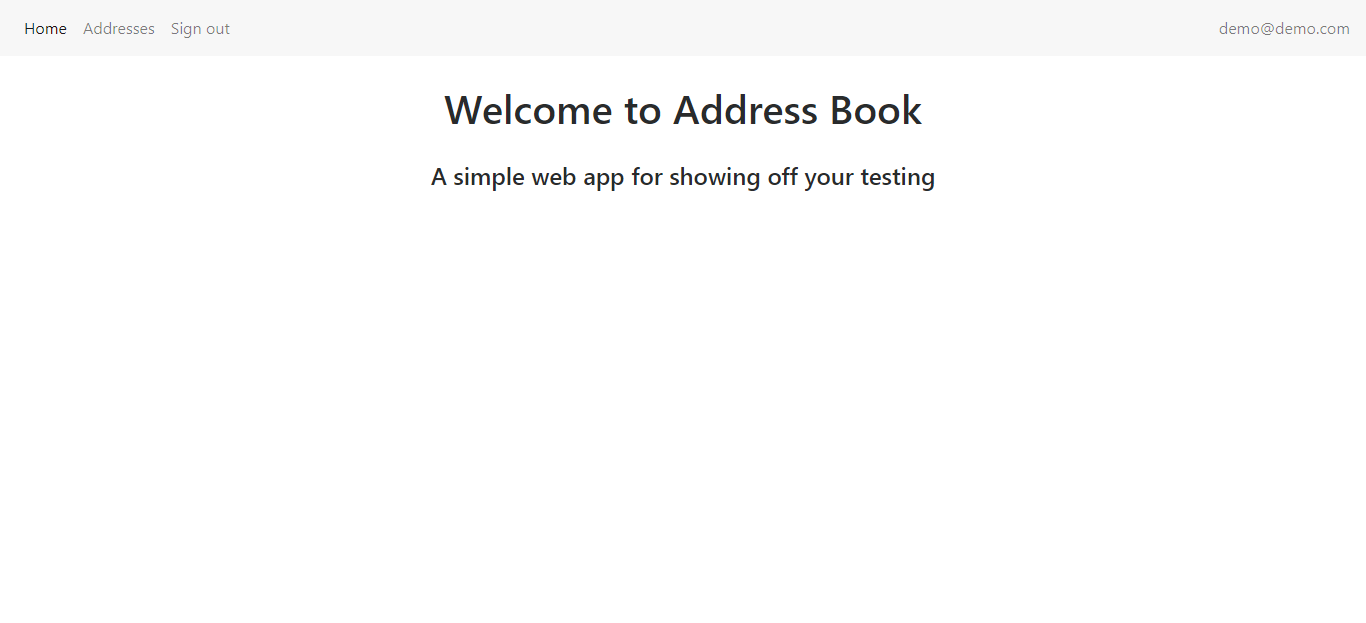 Home Addresses Sign out demo@demo.com
Welcome to Address Book
A simple web app for showing off your testing